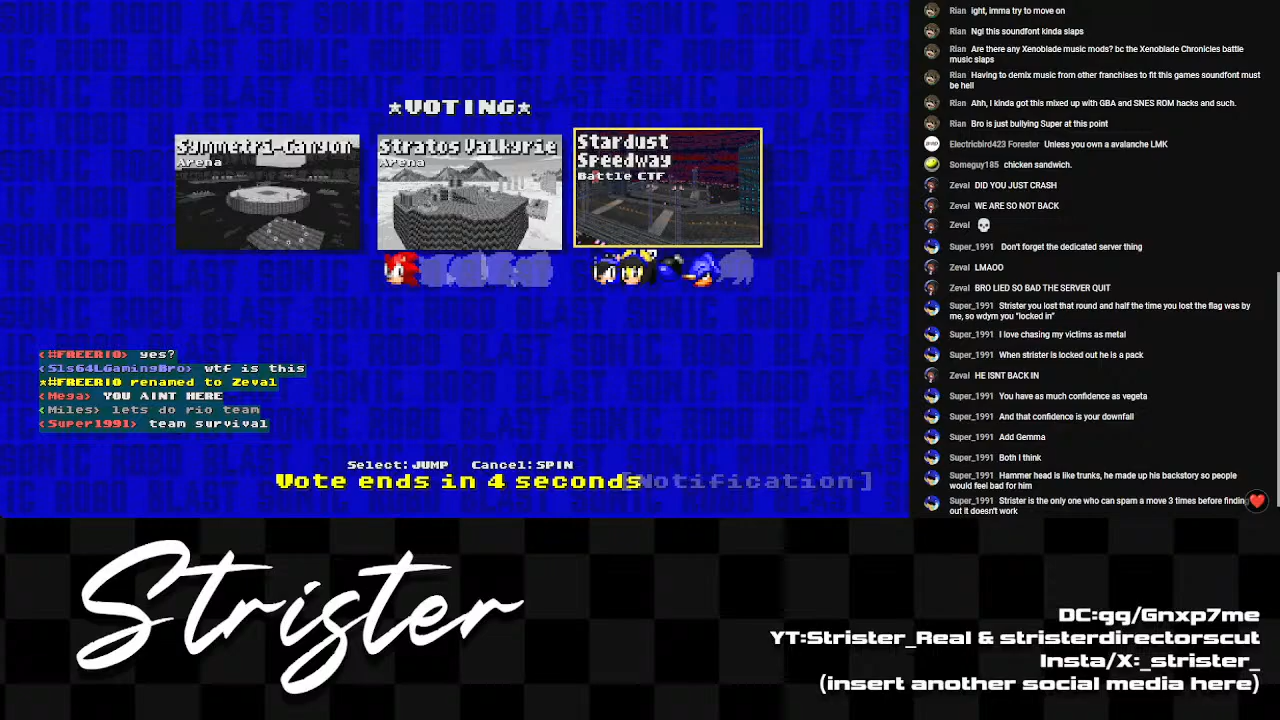 ★VOTING★
Symmetri-Canyon
Arena
Stratos Valkyrie
Arena
Stardust
Speedway
Battle CTF
<#FREERIO> yes?
<Sls64LGamingBro> wtf is this
★#FREERIO renamed to Zeval
<Mega> YOU AINT HERE
<Miles> lets do rio team
<Super1991> team survival
Select:JUMP Cancel:SPIN
Vote ends in 4 seconds
[Notification]
Rian ight, imma try to move on
Rian Ngl this soundfont kinda slaps
Rian Are there any Xenoblade music mods? bc the Xenoblade Chronicles battle
music slaps
Rian Having to demix music from other franchises to fit this games soundfont must
be hell
Rian Ahh, I kinda got this mixed up with GBA and SNES ROM hacks and such.
Rian Bro is just bullying Super at this point
Electricbird423 Forester Unless you own a avalanche LMK
Someguy185 chicken sandwich.
Zeval DID YOU JUST CRASH
Zeval WE ARE SO NOT BACK
Zeval 💀
Super_1991 Don't forget the dedicated server thing
Zeval LMAOO
Zeval BRO LIED SO BAD THE SERVER QUIT
Super_1991 Strister you lost that round and half the time you lost the flag was by
me, so wdym you "locked in"
Super_1991 I love chasing my victims as metal
Super_1991 When strister is locked out he is a pack
Zeval HE ISNT BACK IN
Super_1991 You have as much confidence as vegeta
Super_1991 And that confidence is your downfall
Super_1991 Add Gemma
Super_1991 Both I think
Super_1991 Hammer head is like trunks, he made up his backstory so people
would feel bad for him
Super_1991 Strister is the only one who can spam a move 3 times before finding
out it doesn't work
Strister
DC:gg/Gnxp7me
YT:Strister_Real & stristerdirectorscut
Insta/X:_strister_
(insert another social media here)